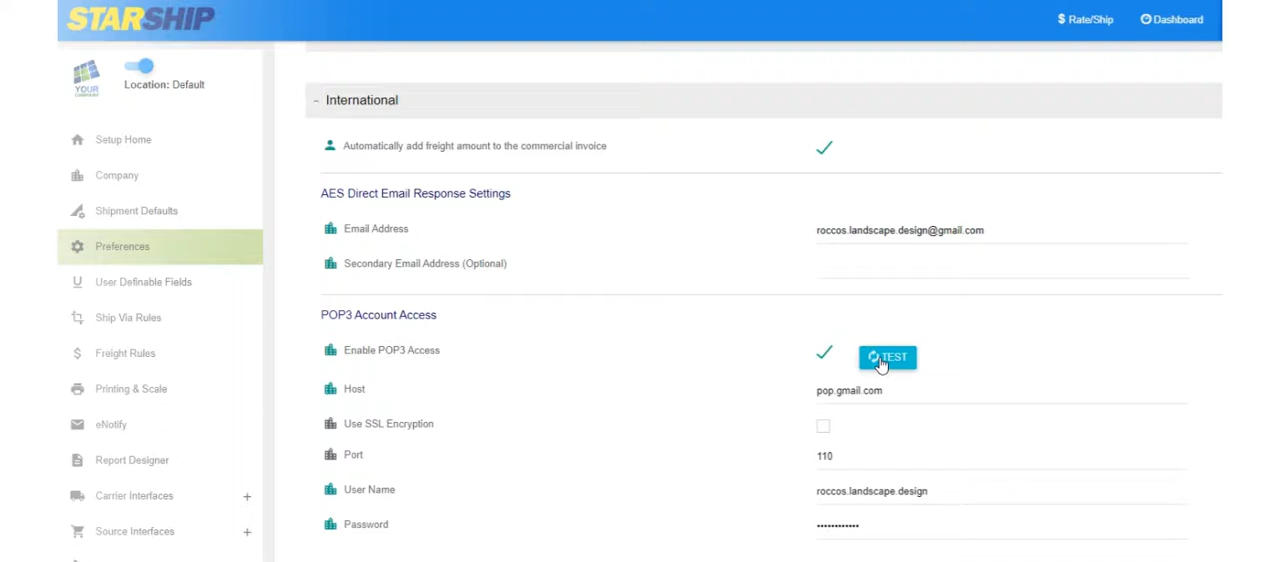 STARSHIP
$ Rate/Ship
Dashboard
YOUR
COMPANY
Location: Default
Setup Home
Company
Shipment Defaults
Preferences
User Definable Fields
Ship Via Rules
Freight Rules
Printing & Scale
eNotify
Report Designer
Carrier Interfaces +
Source Interfaces +
− International
Automatically add freight amount to the commercial invoice
AES Direct Email Response Settings
Email Address roccos.landscape.design@gmail.com
Secondary Email Address (Optional)
POP3 Account Access
Enable POP3 Access TEST
Host pop.gmail.com
Use SSL Encryption
Port 110
User Name roccos.landscape.design
Password ••••••••••••